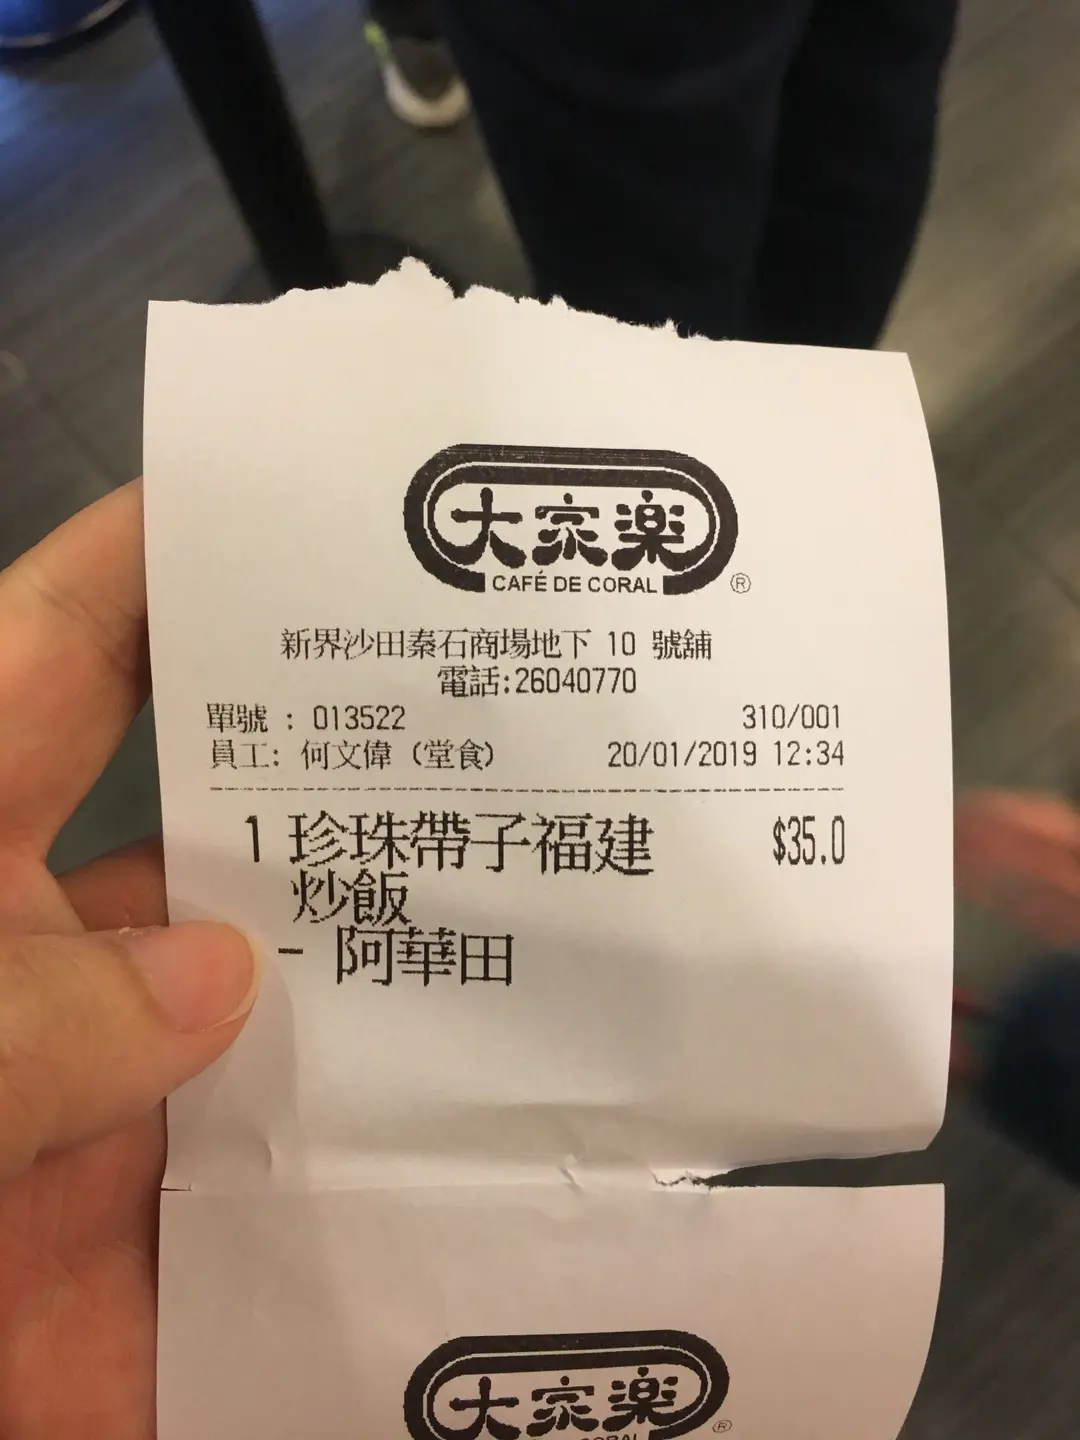 大家楽
CAFÉ DE CORAL ®
新界沙田秦石商場地下 10 號舖
電話:26040770
單號 : 013522 310/001
員工: 何文偉 (堂食) 20/01/2019 12:34
1 珍珠帶子福建 $35.0
炒飯
- 阿華田
大家楽
®